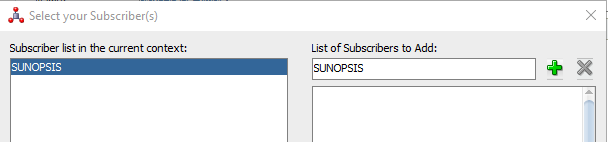 Select your Subscriber(s)
Subscriber list in the current context:
List of Subscribers to Add:
SUNOPSIS
SUNOPSIS